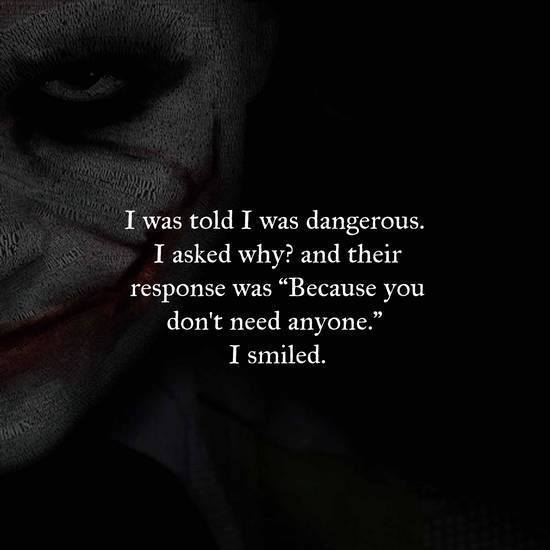 I was told I was dangerous.
I asked why? and their
response was “Because you
don't need anyone.”
I smiled.